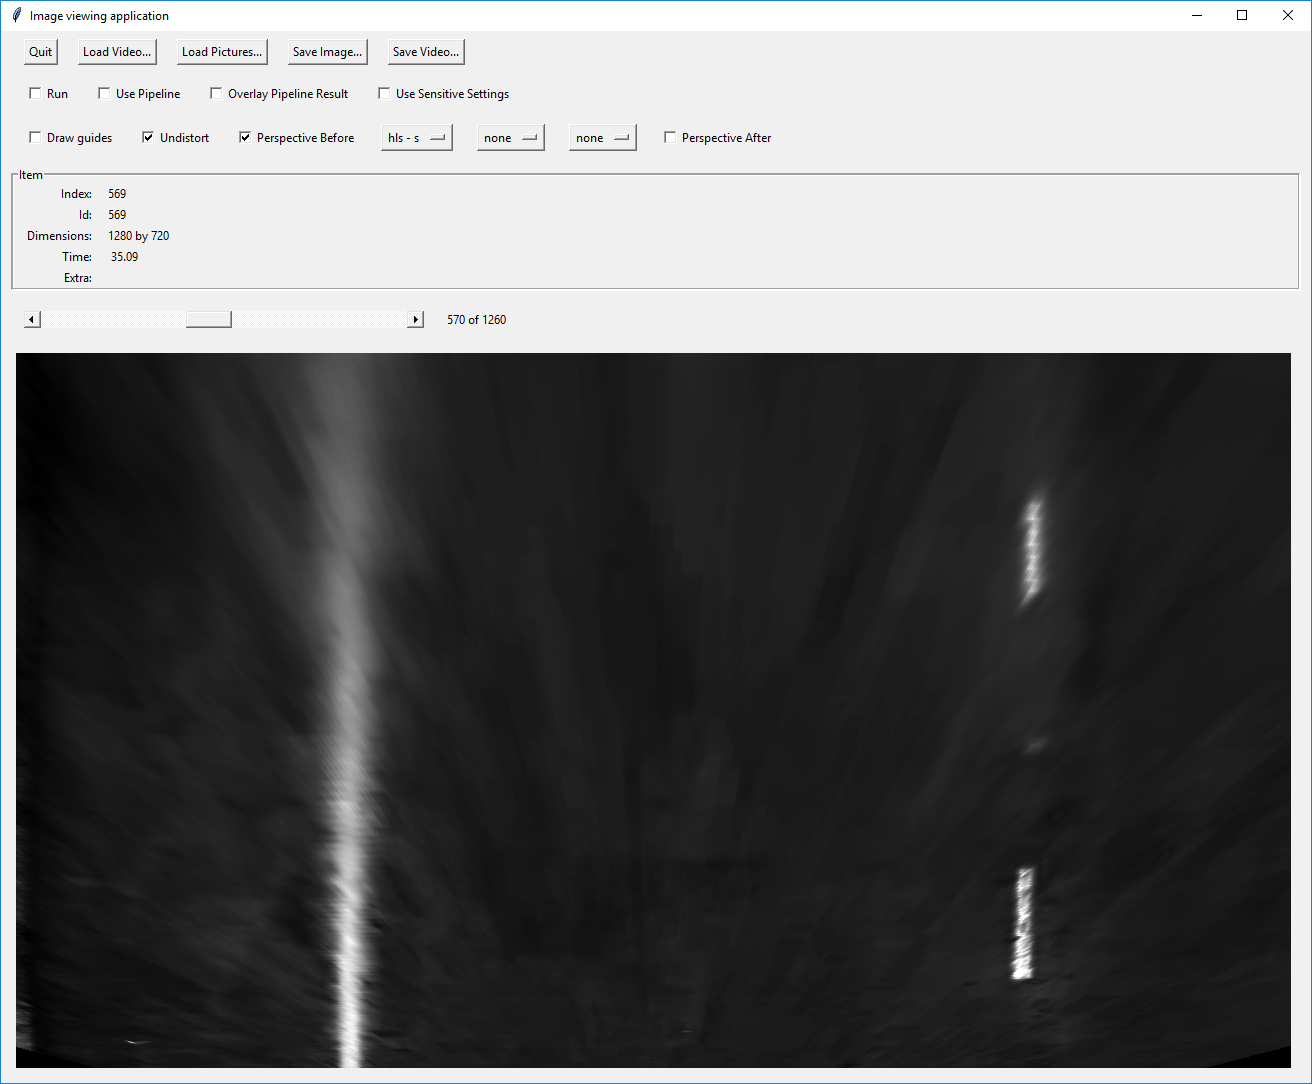 Image viewing application
Quit Load Video... Load Pictures... Save Image... Save Video...
Run Use Pipeline Overlay Pipeline Result Use Sensitive Settings
Draw guides Undistort Perspective Before hls - s none none Perspective After
Item
Index: 569
Id: 569
Dimensions: 1280 by 720
Time: 35.09
Extra:
570 of 1260